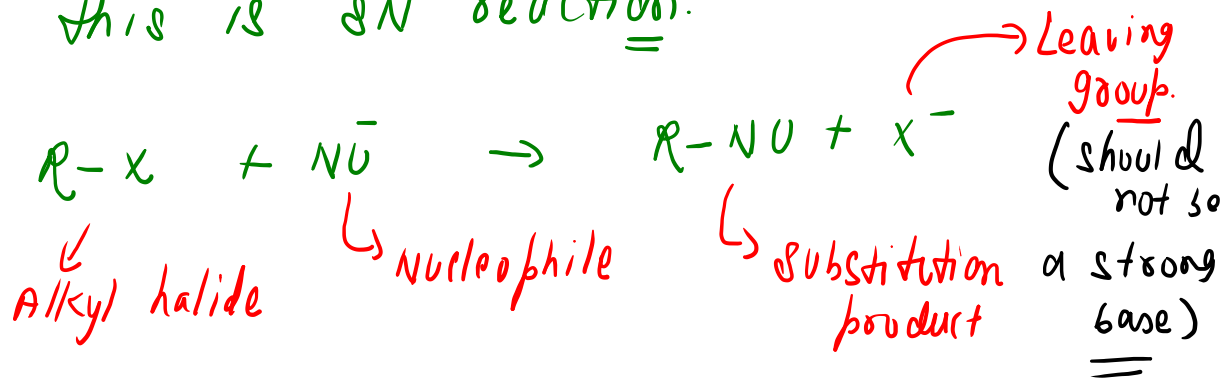 this is SN reaction.
R-X + NU⁻ → R-NU + X⁻
Alkyl halide
Nucleophile
Substitution
product
Leaving
group.
(should
not be
a strong
base)